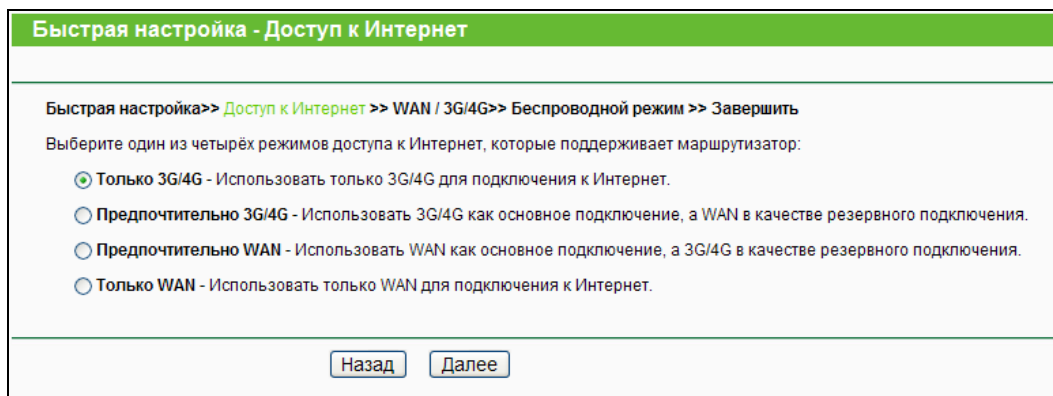 Быстрая настройка - Доступ к Интернет
Быстрая настройка>> Доступ к Интернет >> WAN / 3G/4G>> Беспроводной режим >> Завершить
Выберите один из четырёх режимов доступа к Интернет, которые поддерживает маршрутизатор:
Только 3G/4G - Использовать только 3G/4G для подключения к Интернет.
Предпочтительно 3G/4G - Использовать 3G/4G как основное подключение, а WAN в качестве резервного подключения.
Предпочтительно WAN - Использовать WAN как основное подключение, а 3G/4G в качестве резервного подключения.
Только WAN - Использовать только WAN для подключения к Интернет.
Назад Далее